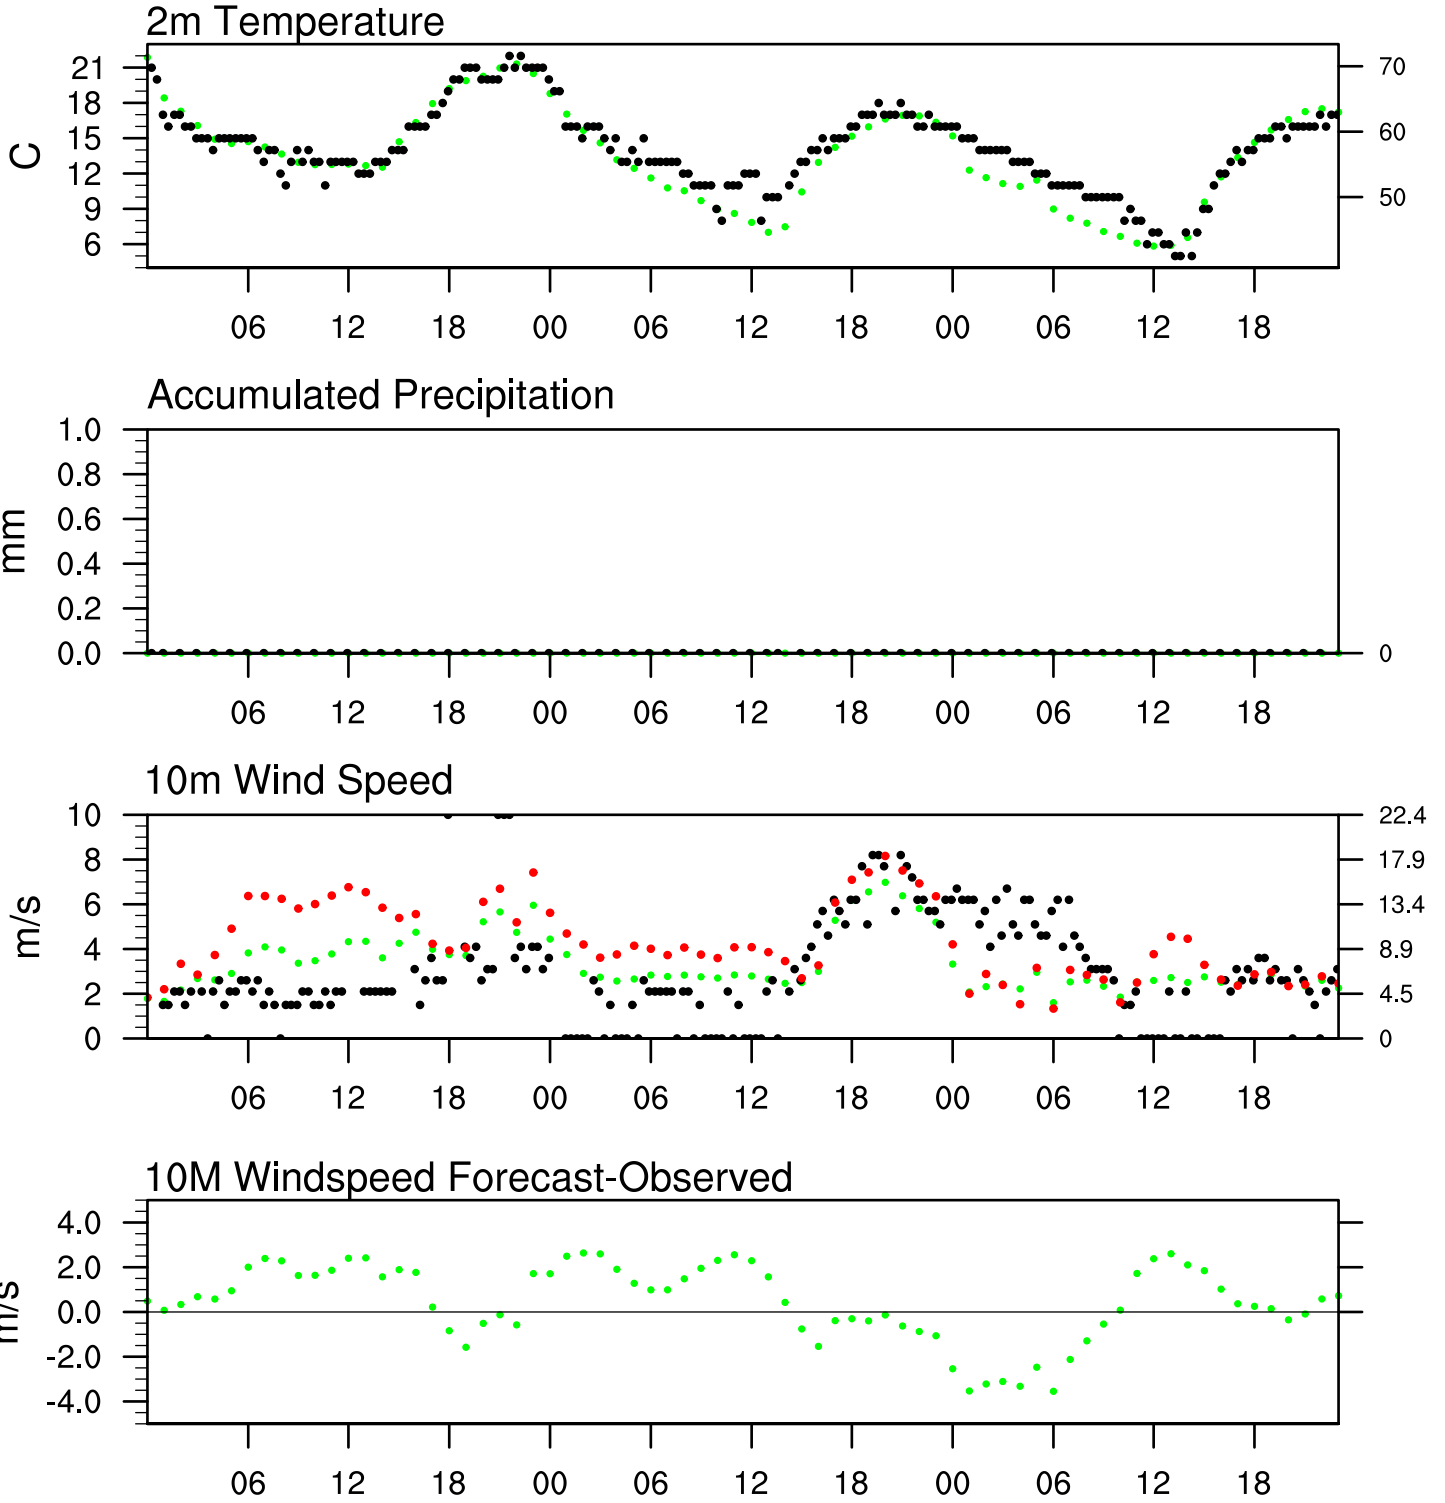 2m Temperature
21
18
15
12
9
6
C
70
60
50
06 12 18 00 06 12 18 00 06 12 18
Accumulated Precipitation
1.0
0.8
0.6
0.4
0.2
0.0
mm
0
06 12 18 00 06 12 18 00 06 12 18
10m Wind Speed
10
8
6
4
2
0
m/s
22.4
17.9
13.4
8.9
4.5
0
06 12 18 00 06 12 18 00 06 12 18
10M Windspeed Forecast-Observed
4.0
2.0
0.0
-2.0
-4.0
m/s
06 12 18 00 06 12 18 00 06 12 18